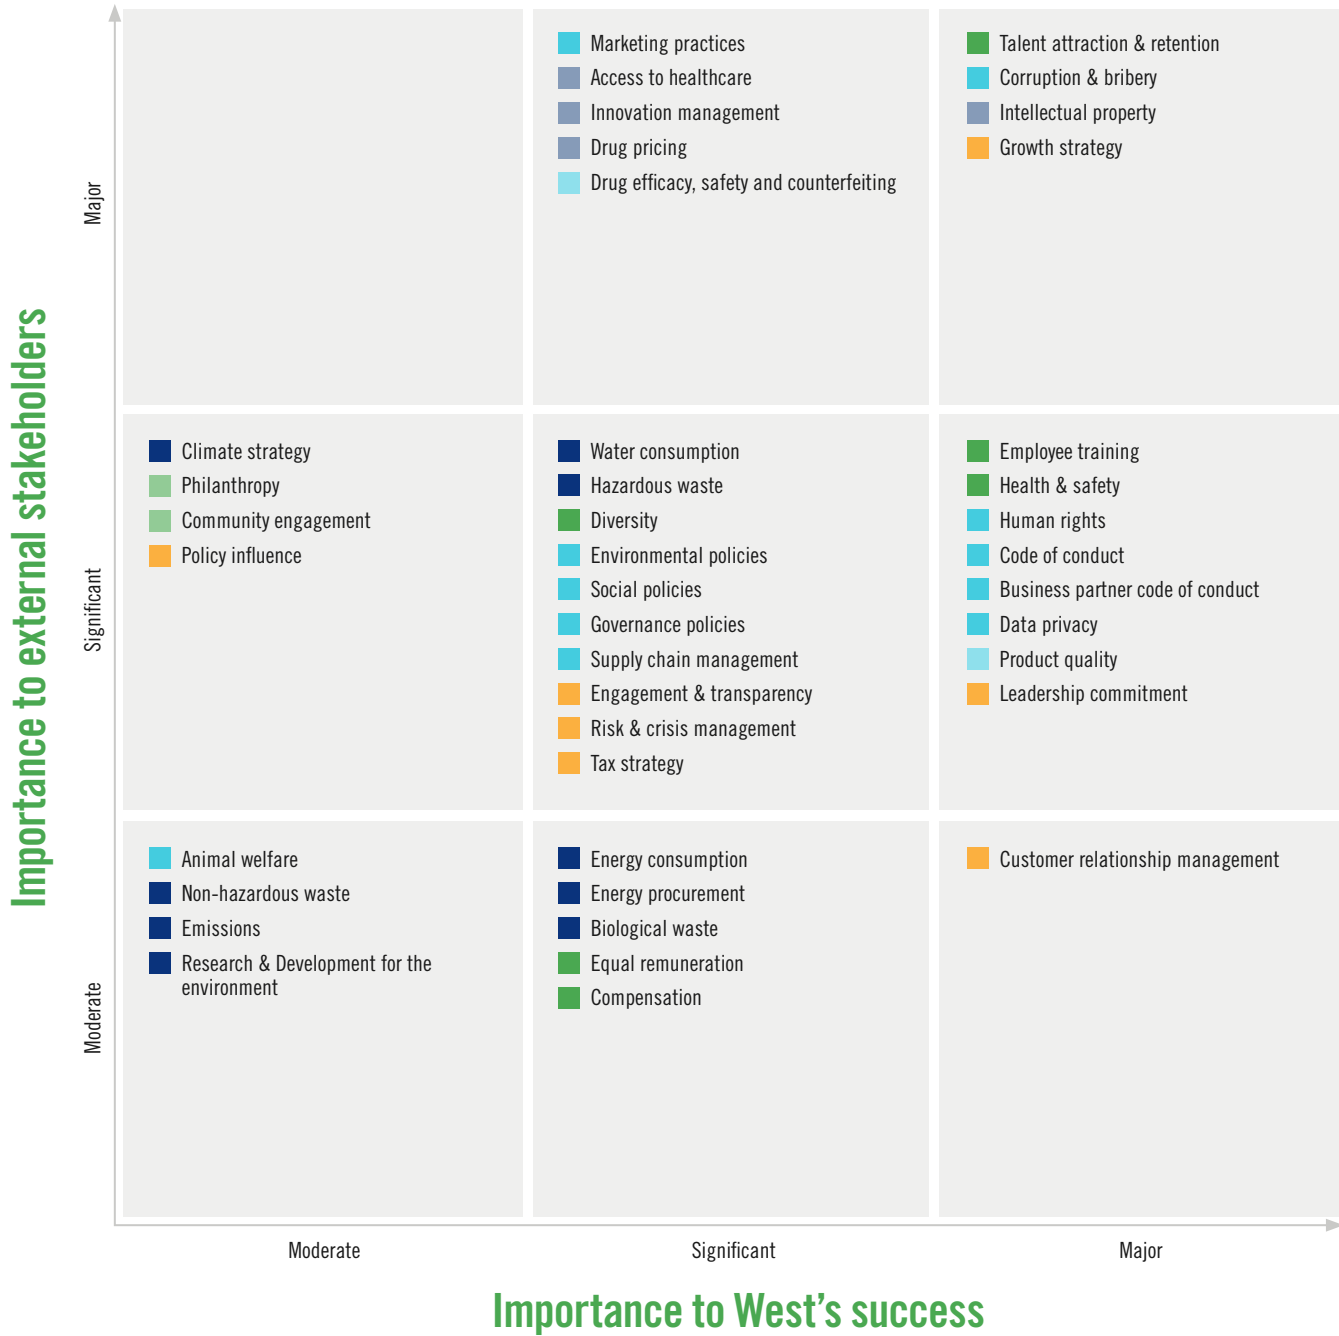 Importance to external stakeholders
Major
Marketing practices
Access to healthcare
Innovation management
Drug pricing
Drug efficacy, safety and counterfeiting
Talent attraction & retention
Corruption & bribery
Intellectual property
Growth strategy
Significant
Climate strategy
Philanthropy
Community engagement
Policy influence
Water consumption
Hazardous waste
Diversity
Environmental policies
Social policies
Governance policies
Supply chain management
Engagement & transparency
Risk & crisis management
Tax strategy
Employee training
Health & safety
Human rights
Code of conduct
Business partner code of conduct
Data privacy
Product quality
Leadership commitment
Moderate
Animal welfare
Non-hazardous waste
Emissions
Research & Development for the
environment
Energy consumption
Energy procurement
Biological waste
Equal remuneration
Compensation
Customer relationship management
Moderate
Significant
Major
Importance to West’s success